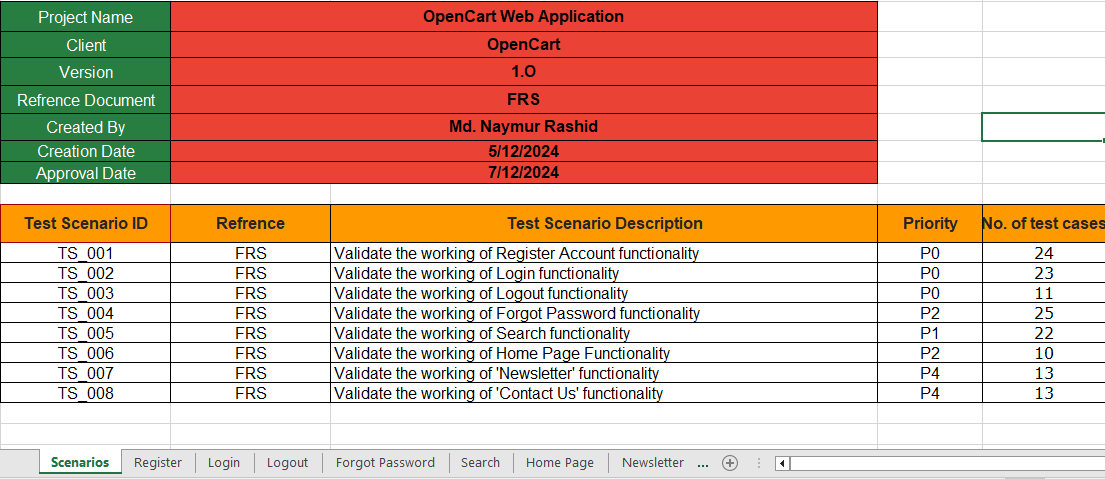 Project Name OpenCart Web Application
Client OpenCart
Version 1.O
Refrence Document FRS
Created By Md. Naymur Rashid
Creation Date 5/12/2024
Approval Date 7/12/2024
Test Scenario ID Refrence Test Scenario Description Priority No. of test cases
TS_001 FRS Validate the working of Register Account functionality P0 24
TS_002 FRS Validate the working of Login functionality P0 23
TS_003 FRS Validate the working of Logout functionality P0 11
TS_004 FRS Validate the working of Forgot Password functionality P2 25
TS_005 FRS Validate the working of Search functionality P1 22
TS_006 FRS Validate the working of Home Page Functionality P2 10
TS_007 FRS Validate the working of 'Newsletter' functionality P4 13
TS_008 FRS Validate the working of 'Contact Us' functionality P4 13
Scenarios Register Login Logout Forgot Password Search Home Page Newsletter ...